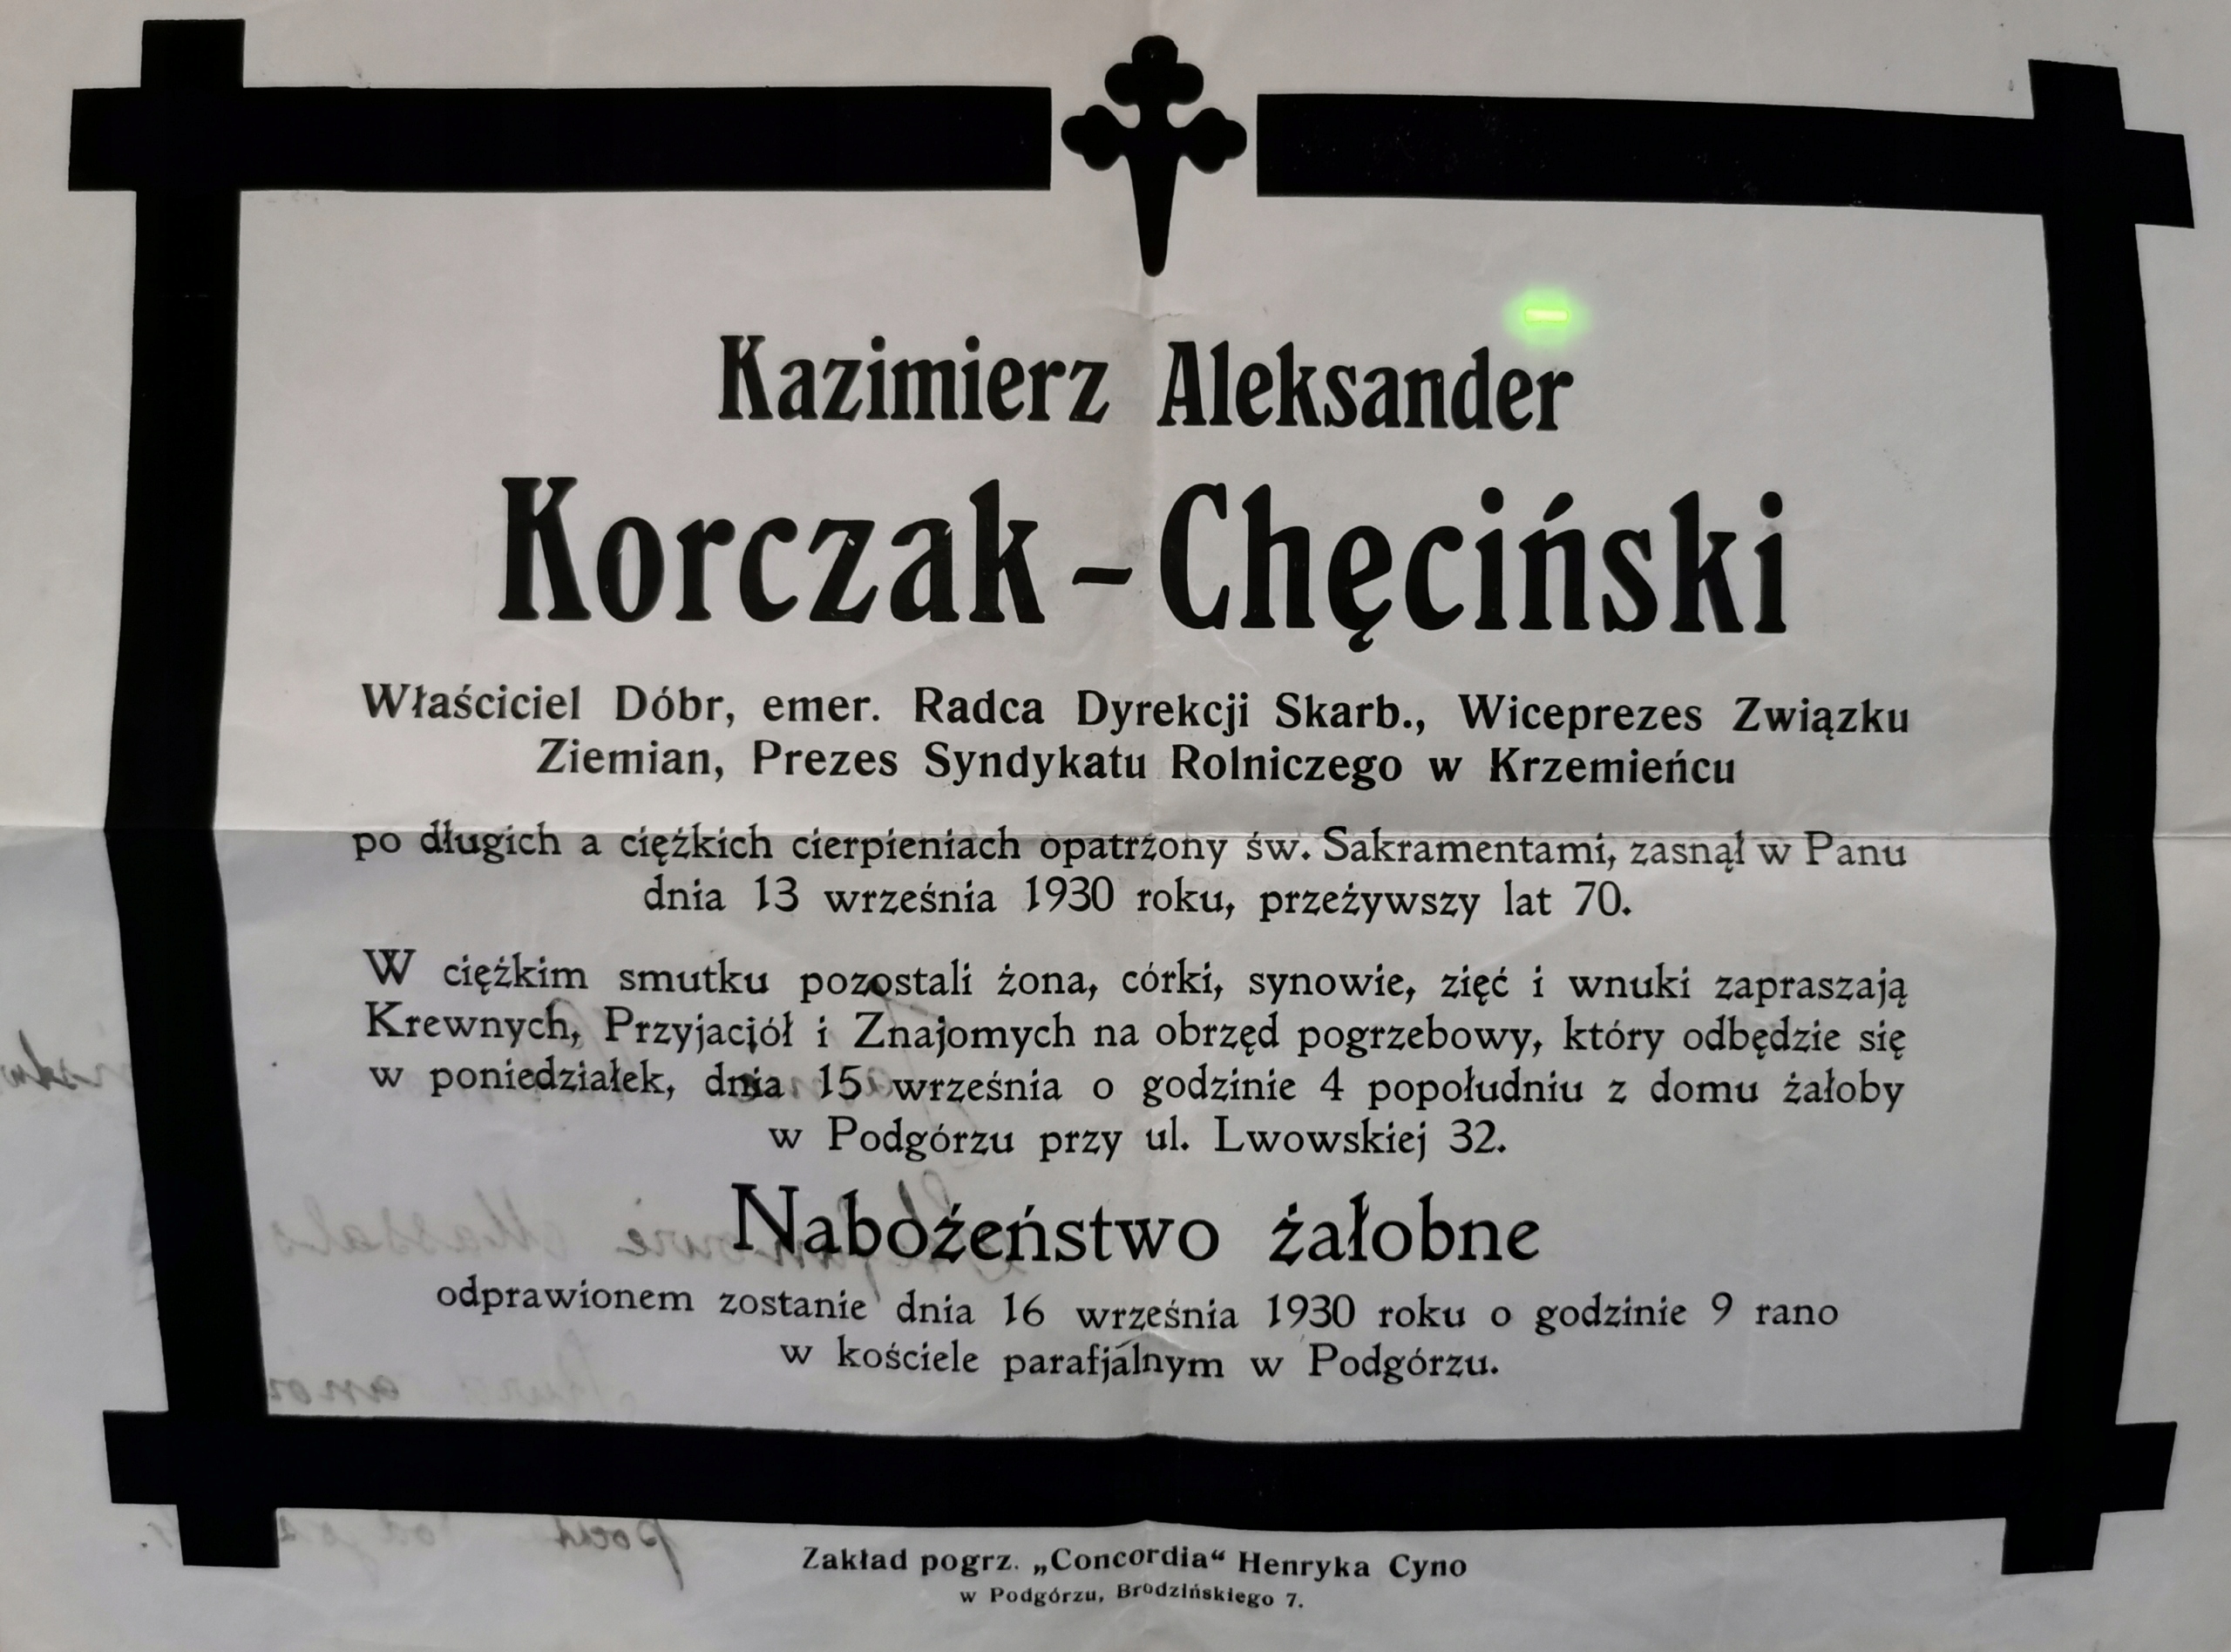 Kazimierz Aleksander
Korczak-Chęciński
Właściciel Dóbr, emer. Radca Dyrekcji Skarb., Wiceprezes Związku
Ziemian, Prezes Syndykatu Rolniczego w Krzemieńcu
po długich a ciężkich cierpieniach opatrzony św. Sakramentami, zasnął w Panu
dnia 13 września 1930 roku, przeżywszy lat 70.
W ciężkim smutku pozostali żona, córki, synowie, zięć i wnuki zapraszają
Krewnych, Przyjaciół i Znajomych na obrzęd pogrzebowy, który odbędzie się
w poniedziałek, dnia 15 września o godzinie 4 popołudniu z domu żałoby
w Podgórzu przy ul. Lwowskiej 32.
Nabożeństwo żałobne
odprawionem zostanie dnia 16 września 1930 roku o godzinie 9 rano
w kościele parafjalnym w Podgórzu.
Zakład pogrz. „Concordia“ Henryka Cyno
w Podgórzu, Brodzińskiego 7.